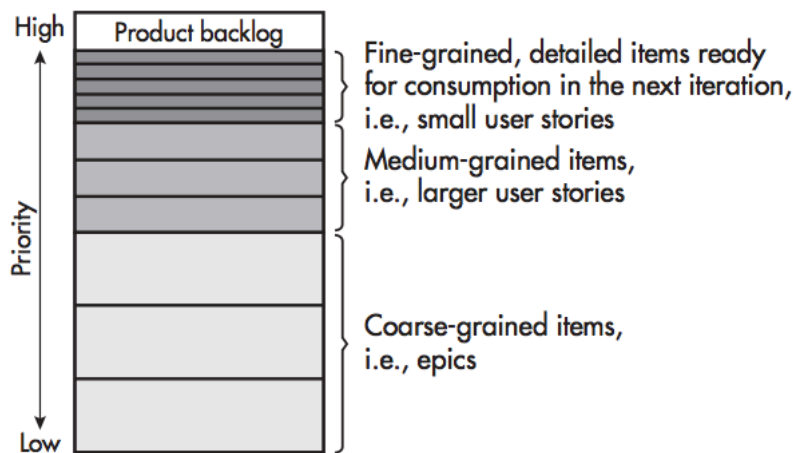 High
Product backlog
Fine-grained, detailed items ready
for consumption in the next iteration,
i.e., small user stories
Medium-grained items,
i.e., larger user stories
Priority
Coarse-grained items,
i.e., epics
Low